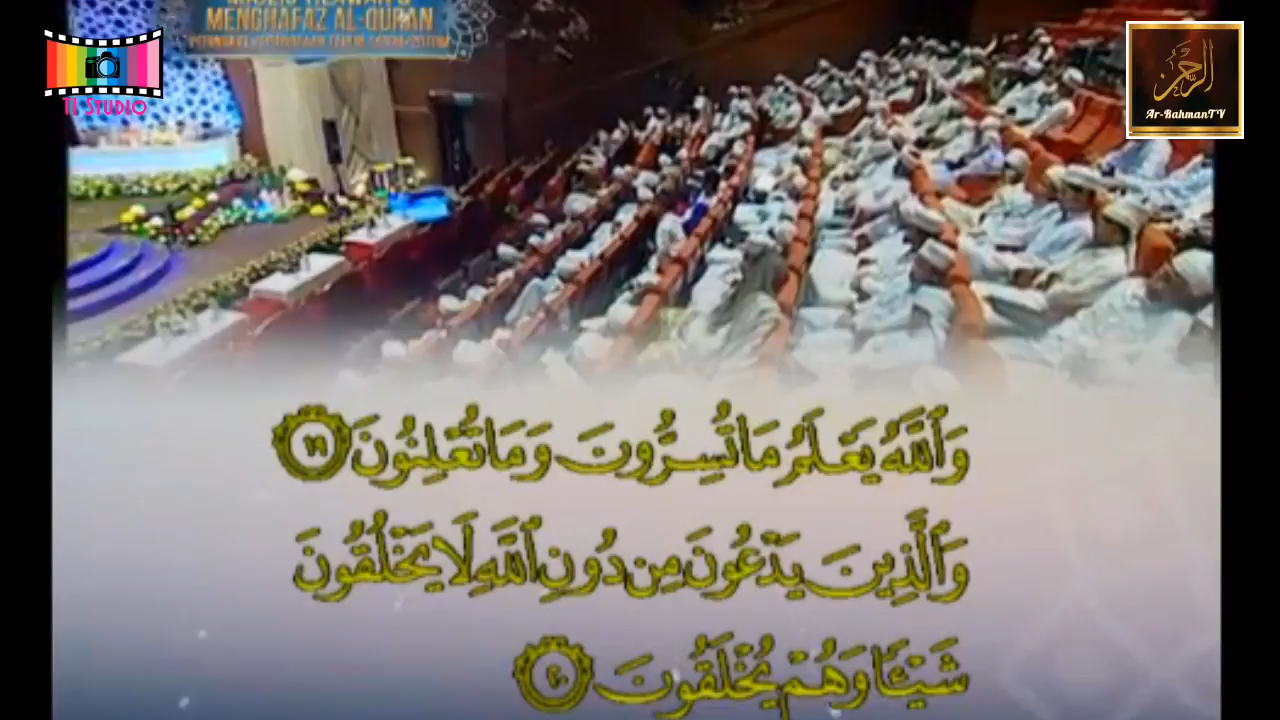 MENGHAFAZ AL-QURAN
TI STUDIO
الرحمن
Ar-RahmanTV
وَٱللَّهُ يَعْلَمُ مَا تُسِرُّونَ وَمَا تُعْلِنُونَ ١٩
وَٱلَّذِينَ يَدْعُونَ مِن دُونِ ٱللَّهِ لَا يَخْلُقُونَ
شَيْـًٔا وَهُمْ يُخْلَقُونَ ٢٠